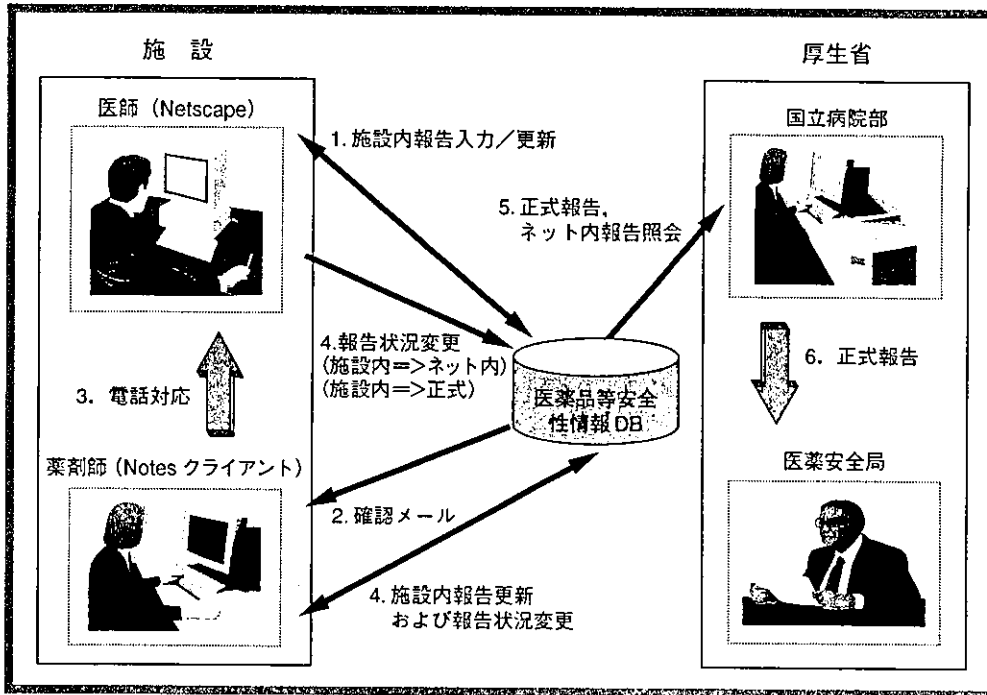 施 設
医師（Netscape）
1. 施設内報告入力／更新
3. 電話対応
4.報告状況変更
(施設内＝>ネット内)
(施設内＝>正式)
薬剤師（Notes クライアント）
2. 確認メール
4. 施設内報告更新
および報告状況変更
医薬品等安全
性情報DB
5. 正式報告,
ネット内報告照会
厚生省
国立病院部
6. 正式報告
医薬安全局